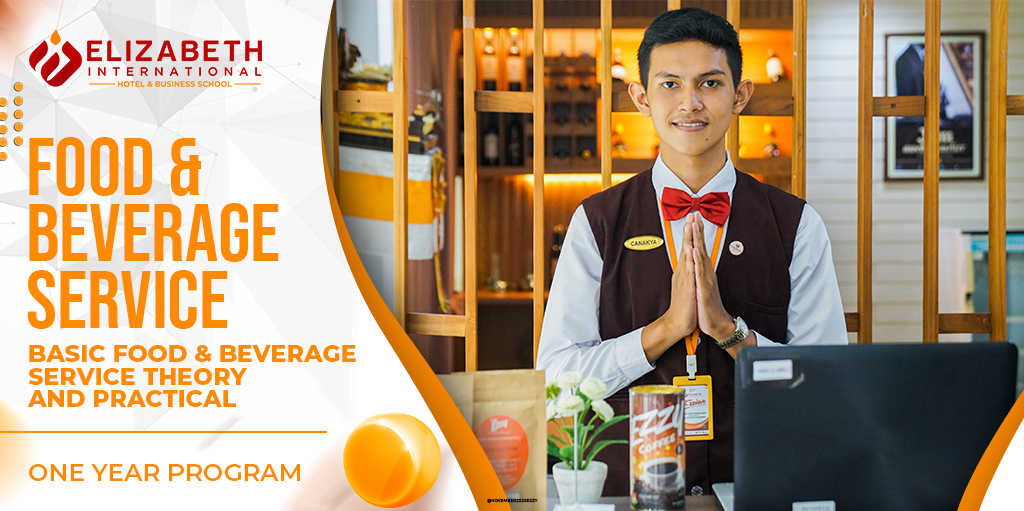 ELIZABETH
INTERNATIONAL
HOTEL & BUSINESS SCHOOL
FOOD &
BEVERAGE
SERVICE
BASIC FOOD & BEVERAGE
SERVICE THEORY
AND PRACTICAL
ONE YEAR PROGRAM
CANAKYA
IZZY
COFFEE